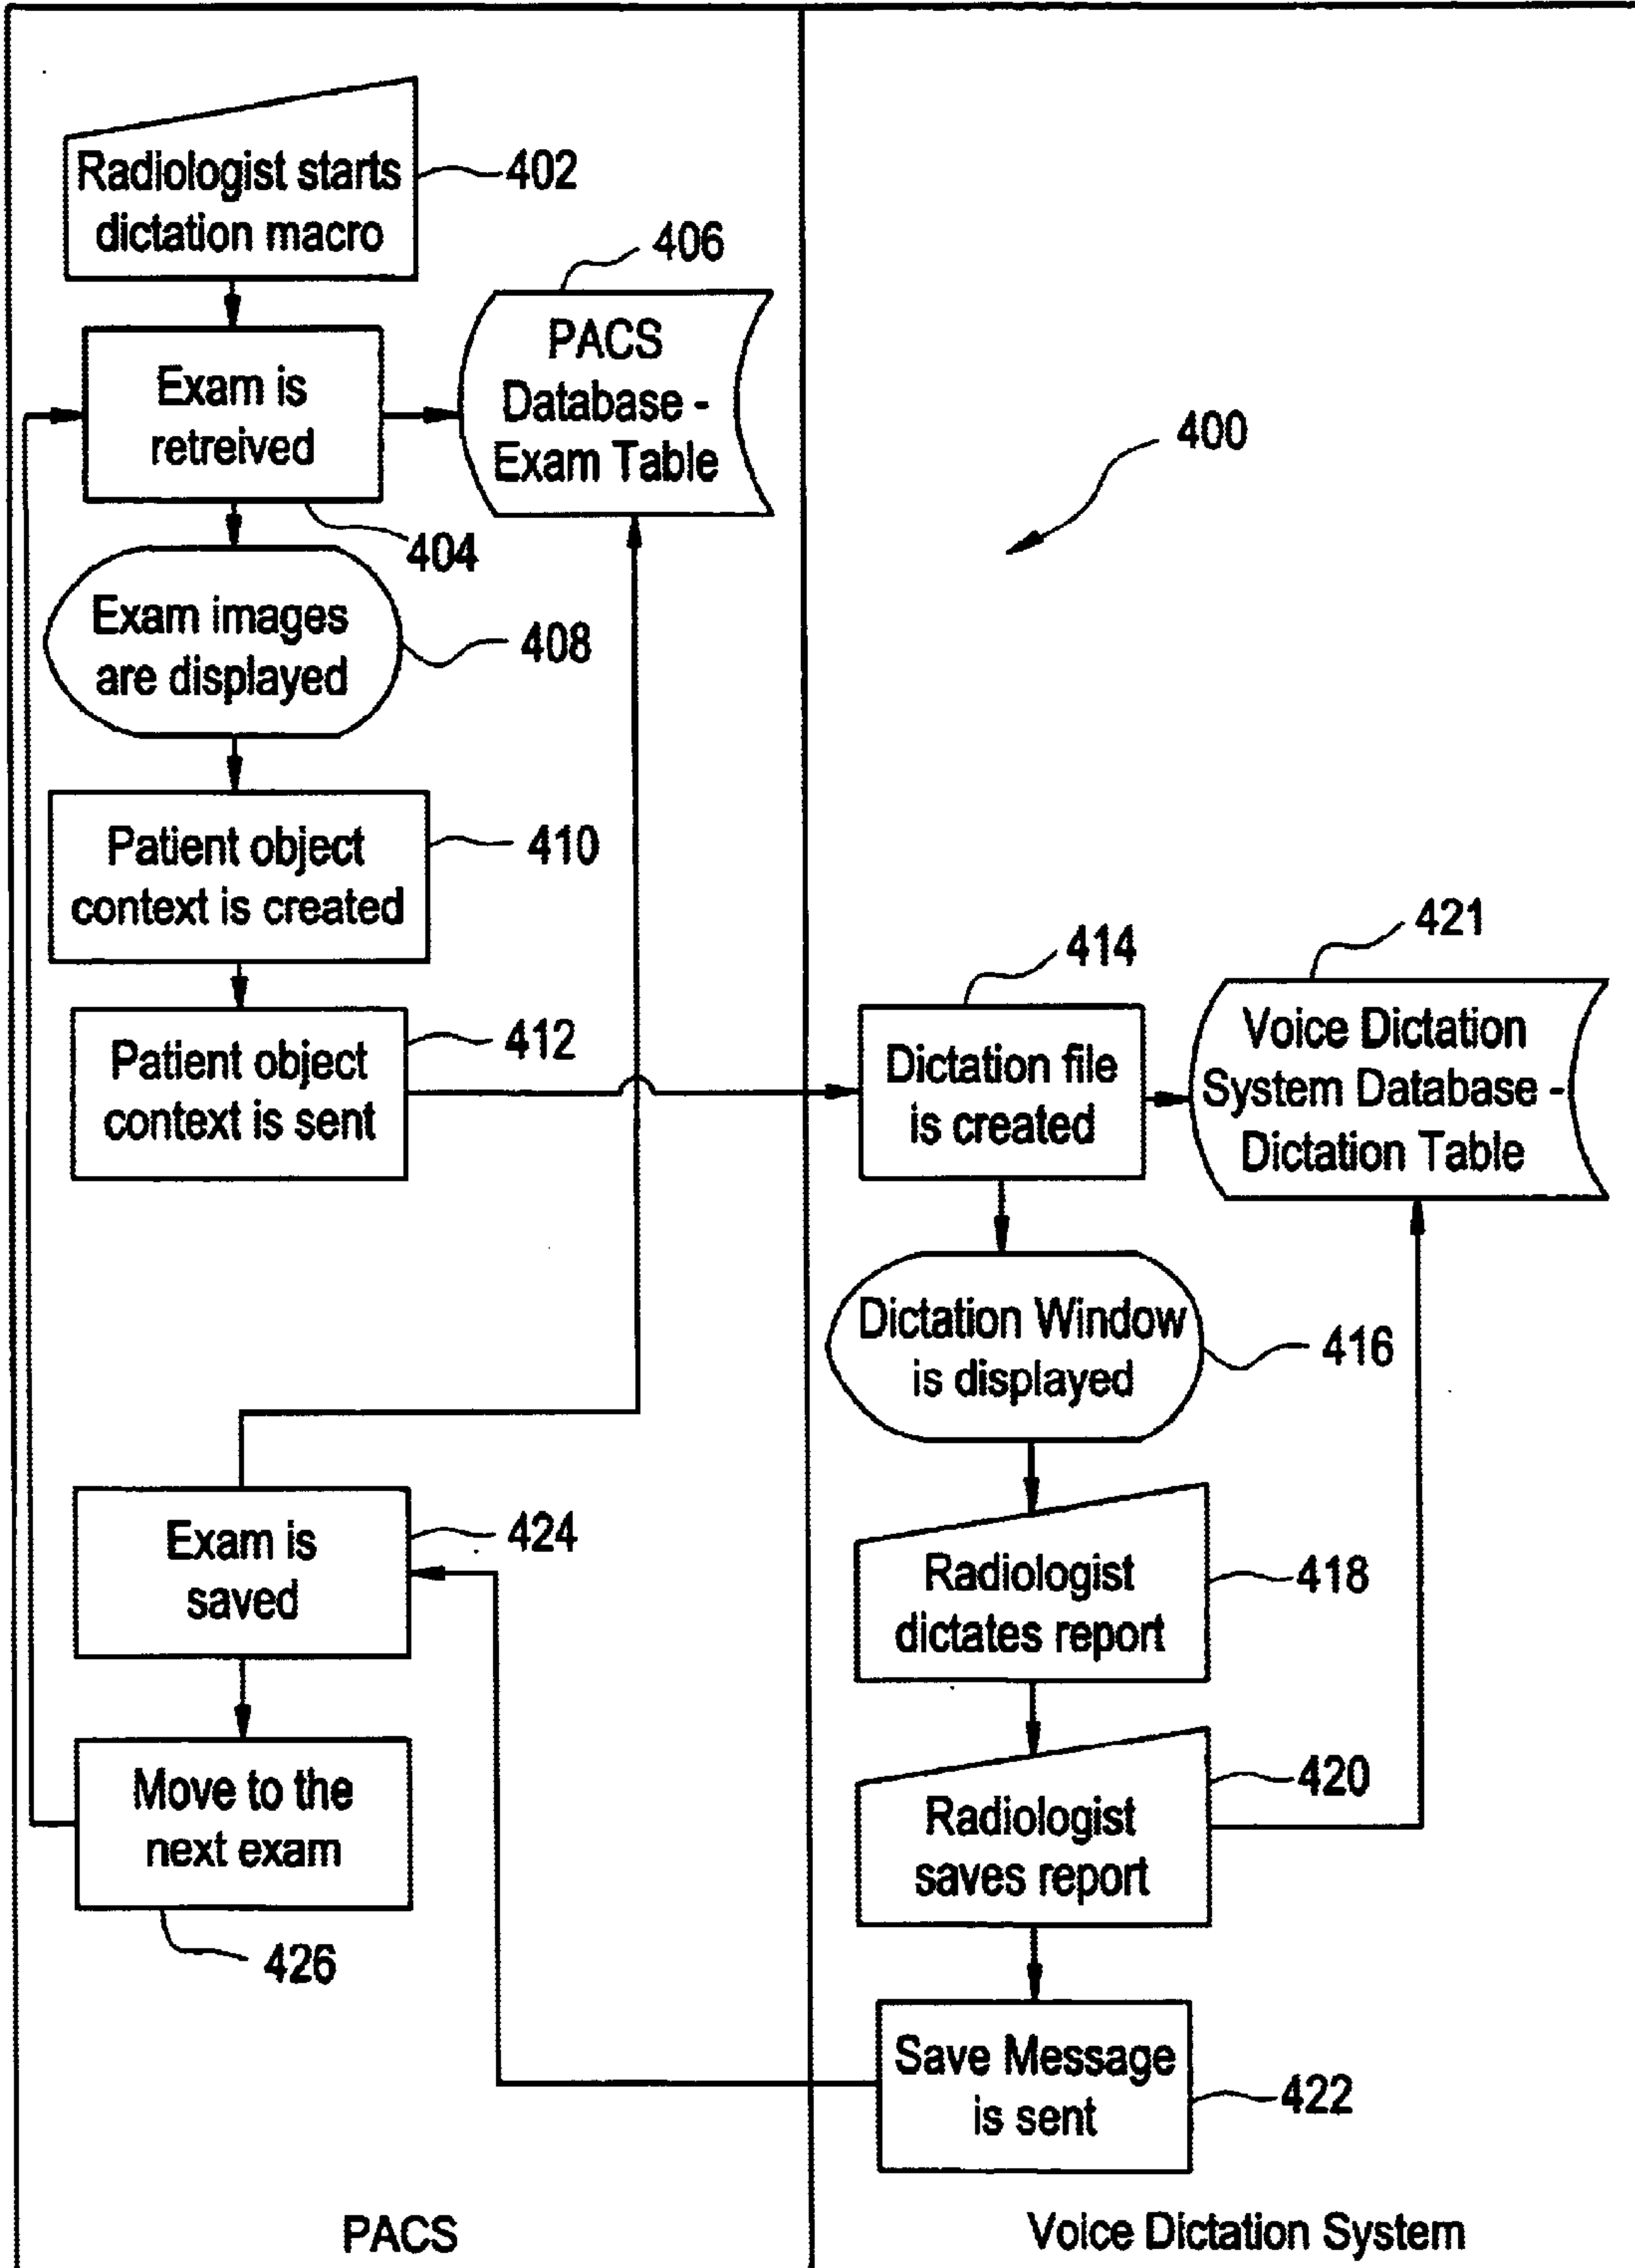 Radiologist starts
dictation macro
402
406
PACS
Database -
Exam Table
Exam is
retreived
404
400
Exam images
are displayed
408
Patient object
context is created
410
Patient object
context is sent
412
414
Dictation file
is created
421
Voice Dictation
System Database -
Dictation Table
Dictation Window
is displayed
416
Radiologist
dictates report
418
Radiologist
saves report
420
Save Message
is sent
422
Exam is
saved
424
Move to the
next exam
426
PACS
Voice Dictation System